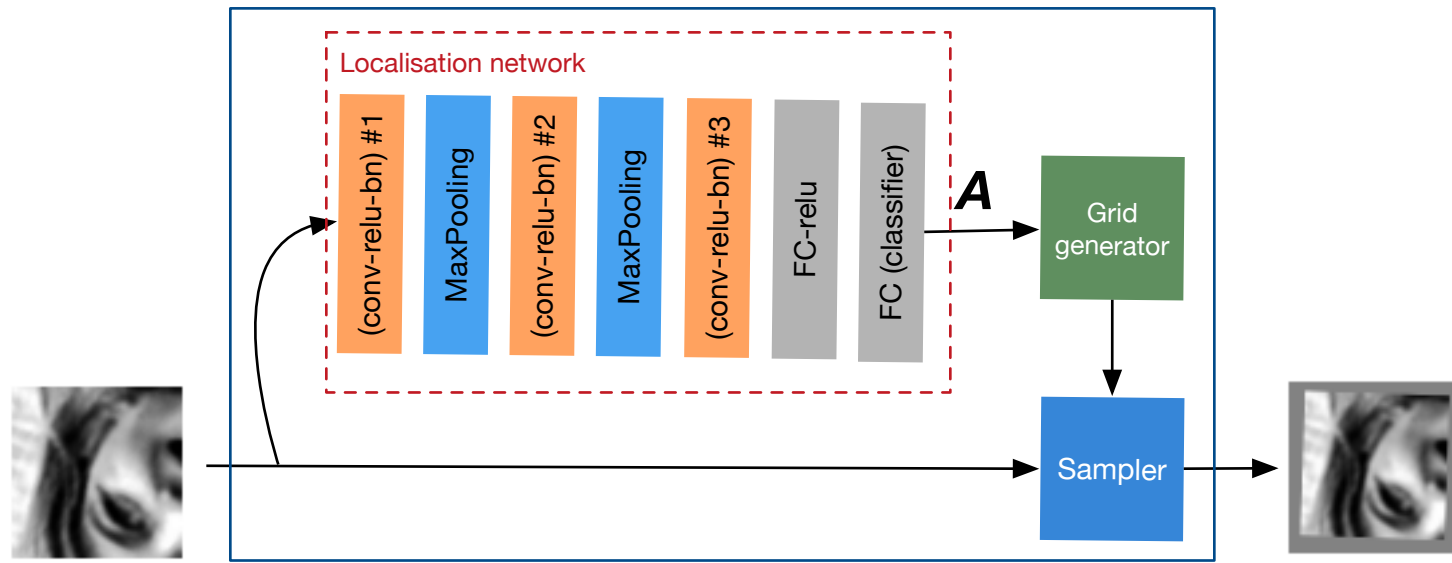 Localisation network
(conv-relu-bn) #1
MaxPooling
(conv-relu-bn) #2
MaxPooling
(conv-relu-bn) #3
FC-relu
FC (classifier)
A
Grid
generator
Sampler